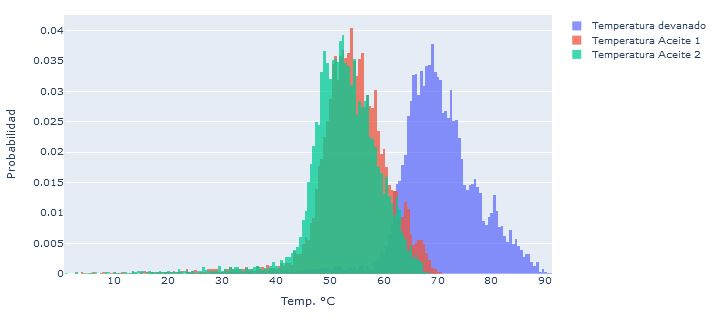 Temperatura devanado
Temperatura Aceite 1
Temperatura Aceite 2
0.04
0.035
0.03
0.025
0.02
0.015
0.01
0.005
0
Probabilidad
10 20 30 40 50 60 70 80 90
Temp. °C